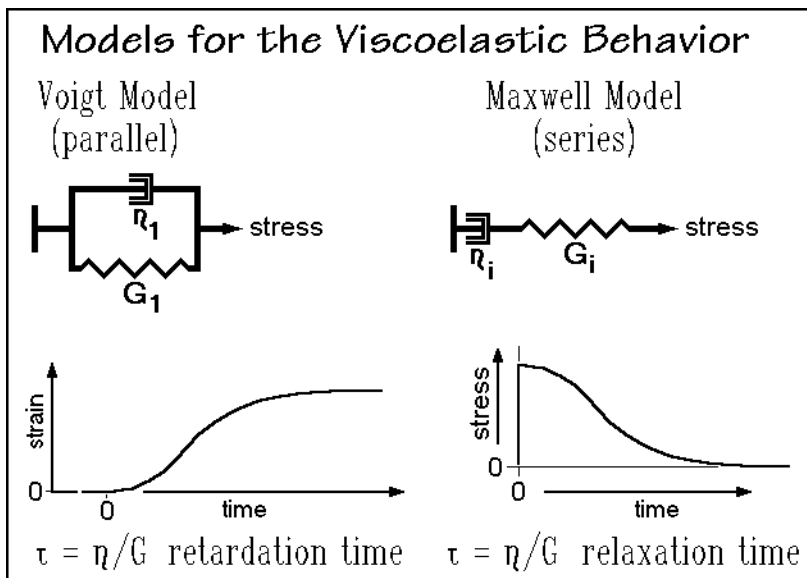 Models for the Viscoelastic Behavior
Voigt Model
(parallel)
η1
G1
stress
strain
0
0
time
τ = η/G retardation time
Maxwell Model
(series)
ηi
Gi
stress
stress
0
0
time
τ = η/G relaxation time